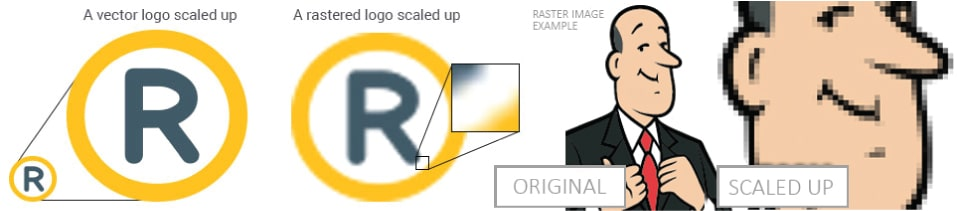 A vector logo scaled up
R
R
A rastered logo scaled up
R
RASTER IMAGE
EXAMPLE
ORIGINAL
SCALED UP